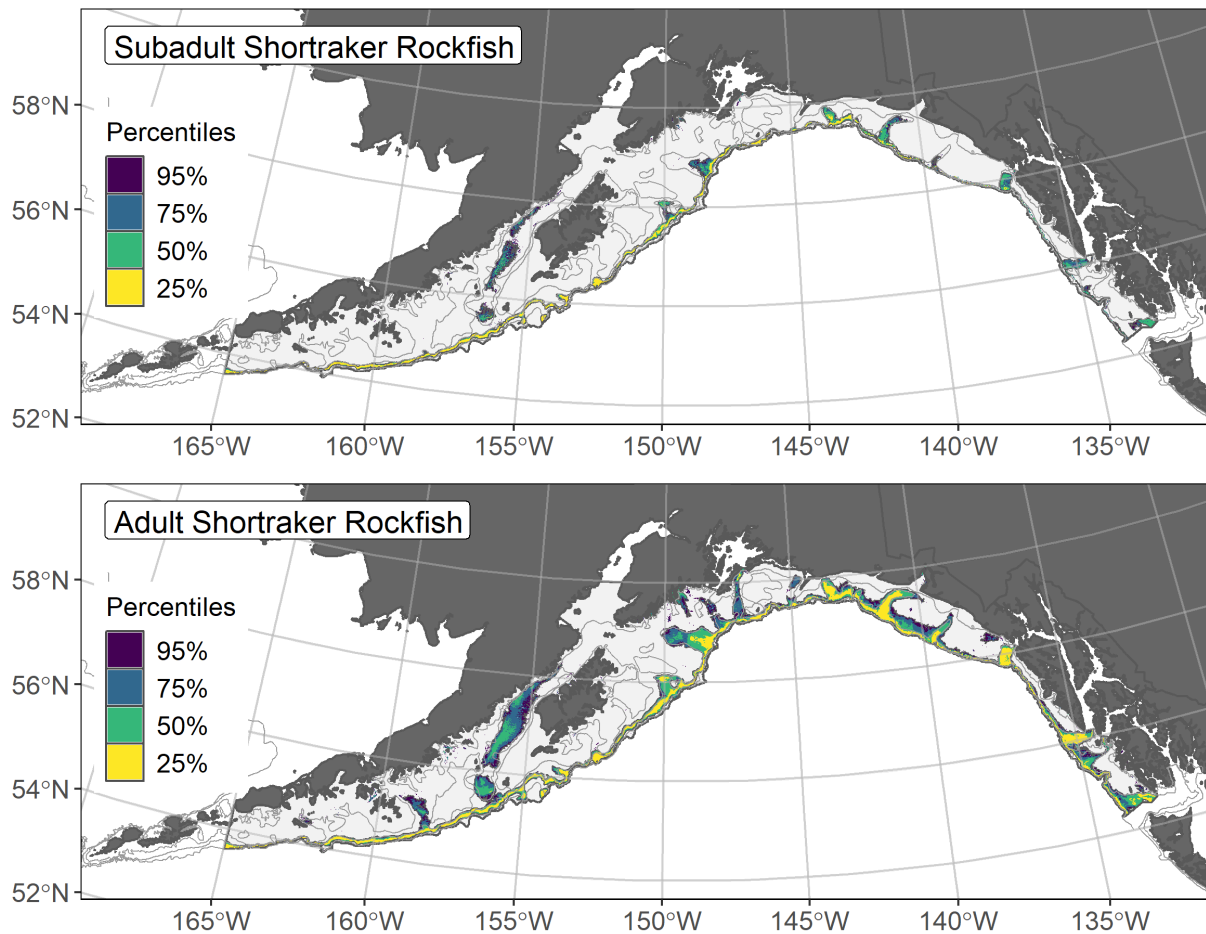 Subadult Shortraker Rockfish
58°N
56°N
54°N
52°N
Percentiles
95%
75%
50%
25%
165°W
160°W
155°W
150°W
145°W
140°W
135°W
Adult Shortraker Rockfish
58°N
56°N
54°N
52°N
Percentiles
95%
75%
50%
25%
165°W
160°W
155°W
150°W
145°W
140°W
135°W